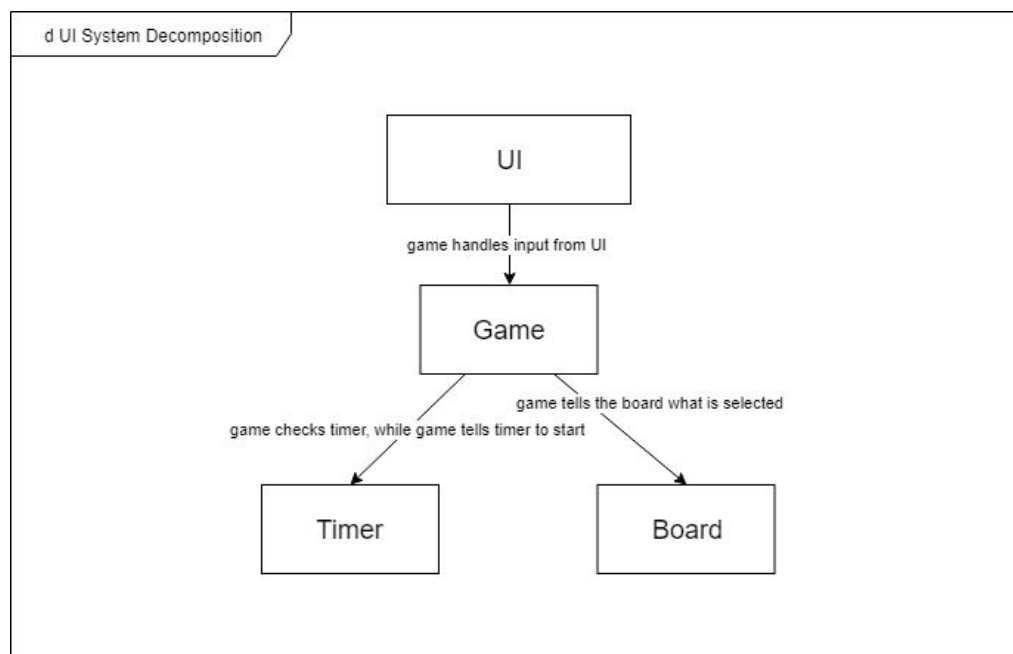 d UI System Decomposition
UI
game handles input from UI
Game
game tells the board what is selected
game checks timer, while game tells timer to start
Timer
Board